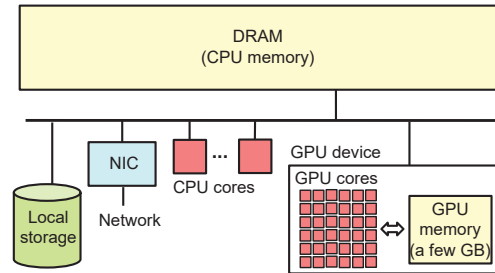 DRAM
(CPU memory)
NIC
...
CPU cores
Network
Local
storage
GPU device
GPU cores
GPU
memory
(a few GB)